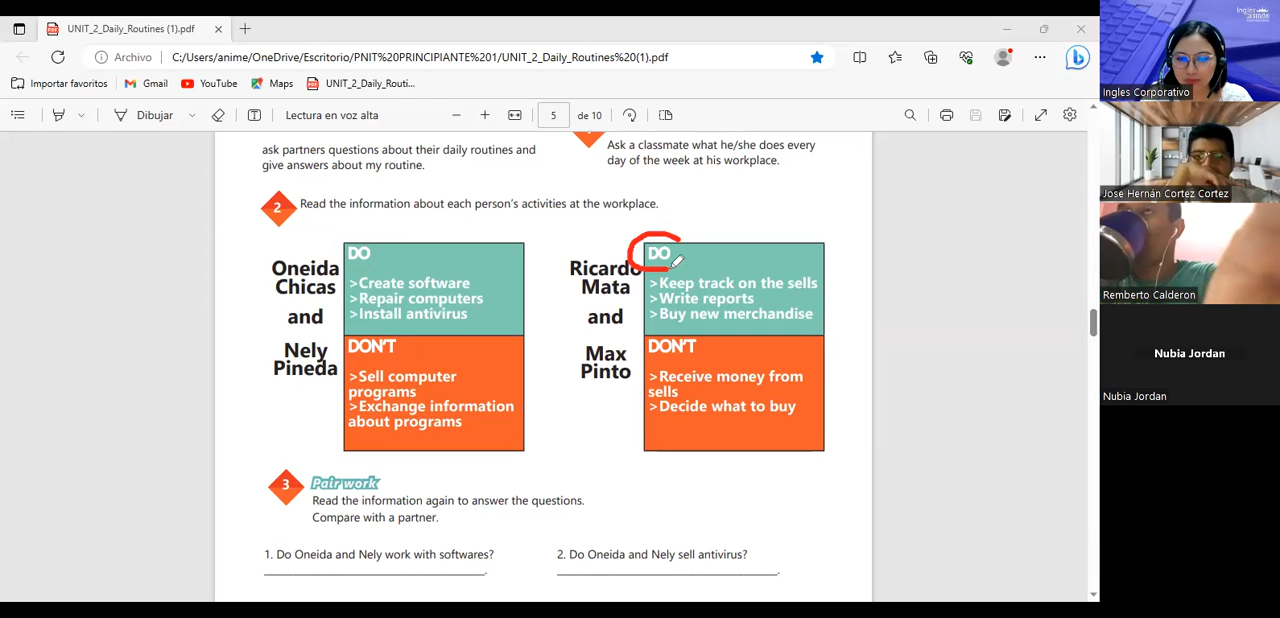 UNIT_2_Daily_Routines (1).pdf
Archivo
C:/Users/anime/OneDrive/Escritorio/PNIT%20PRINCIPIANTE%201/UNIT_2_Daily_Routines%20(1).pdf
Importar favoritos
Gmail
YouTube
Maps
UNIT_2_Daily_Routi...
Dibujar
Lectura en voz alta
5
de 10
ask partners questions about their daily routines and
give answers about my routine.
Ask a classmate what he/she does every
day of the week at his workplace.
2
Read the information about each person's activities at the workplace.
Oneida
Chicas
and
Nely
Pineda
DO
>Create software
>Repair computers
>Install antivirus
DON'T
>Sell computer
programs
>Exchange information
about programs
Ricardo
Mata
and
Max
Pinto
DO
>Keep track on the sells
>Write reports
>Buy new merchandise
DON'T
>Receive money from
sells
>Decide what to buy
3
Pair work
Read the information again to answer the questions.
Compare with a partner.
1. Do Oneida and Nely work with softwares?
2. Do Oneida and Nely sell antivirus?
Ingles Corporativo
Jose Hernán Cortez Cortez
Remberto Calderon
Nubia Jordan
Nubia Jordan